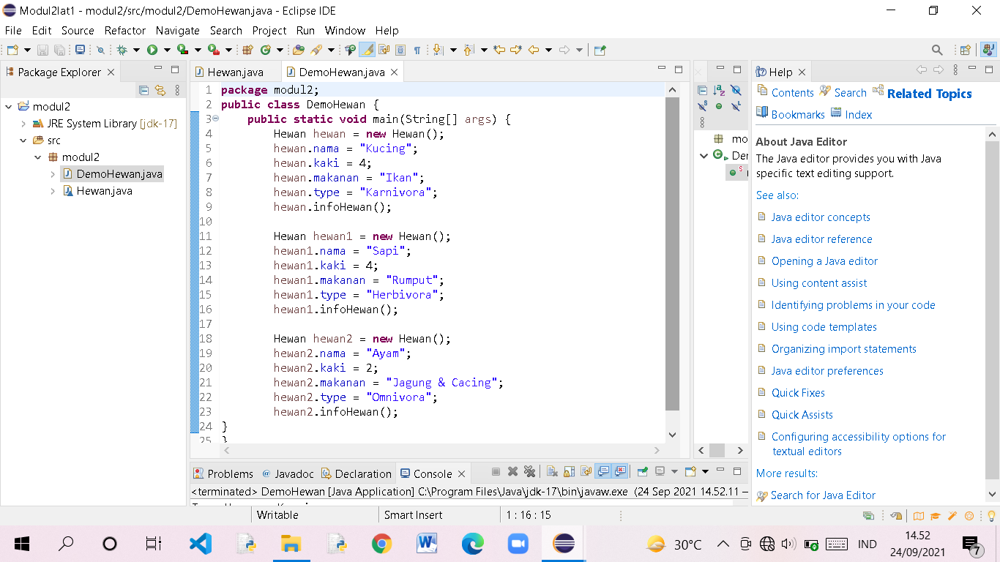 Modul2lat1 - modul2/src/modul2/DemoHewan.java - Eclipse IDE
File Edit Source Refactor Navigate Search Project Run Window Help
Package Explorer
modul2
JRE System Library [jdk-17]
src
modul2
DemoHewan.java
Hewan.java
Hewan.java DemoHewan.java
1 package modul2;
2 public class DemoHewan {
3 public static void main(String[] args) {
4 Hewan hewan = new Hewan();
5 hewan.nama = "Kucing";
6 hewan.kaki = 4;
7 hewan.makanan = "Ikan";
8 hewan.type = "Karnivora";
9 hewan.infoHewan();
10
11 Hewan hewan1 = new Hewan();
12 hewan1.nama = "Sapi";
13 hewan1.kaki = 4;
14 hewan1.makanan = "Rumput";
15 hewan1.type = "Herbivora";
16 hewan1.infoHewan();
17
18 Hewan hewan2 = new Hewan();
19 hewan2.nama = "Ayam";
20 hewan2.kaki = 2;
21 hewan2.makanan = "Jagung & Cacing";
22 hewan2.type = "Omnivora";
23 hewan2.infoHewan();
24 }
25 }
mo
Der
Help
Contents Search Related Topics
Bookmarks Index
About Java Editor
The Java editor provides you with Java
specific text editing support.
See also:
Java editor concepts
Java editor reference
Opening a Java editor
Using content assist
Identifying problems in your code
Using code templates
Organizing import statements
Java editor preferences
Quick Fixes
Quick Assists
Configuring accessibility options for
textual editors
More results:
Search for Java Editor
Problems @ Javadoc Declaration Console
<terminated> DemoHewan [Java Application] C:\Program Files\Java\jdk-17\bin\javaw.exe (24 Sep 2021 14.52.11 –
Writable Smart Insert 1 : 16 : 15
30°C IND 14.52
24/09/2021
7